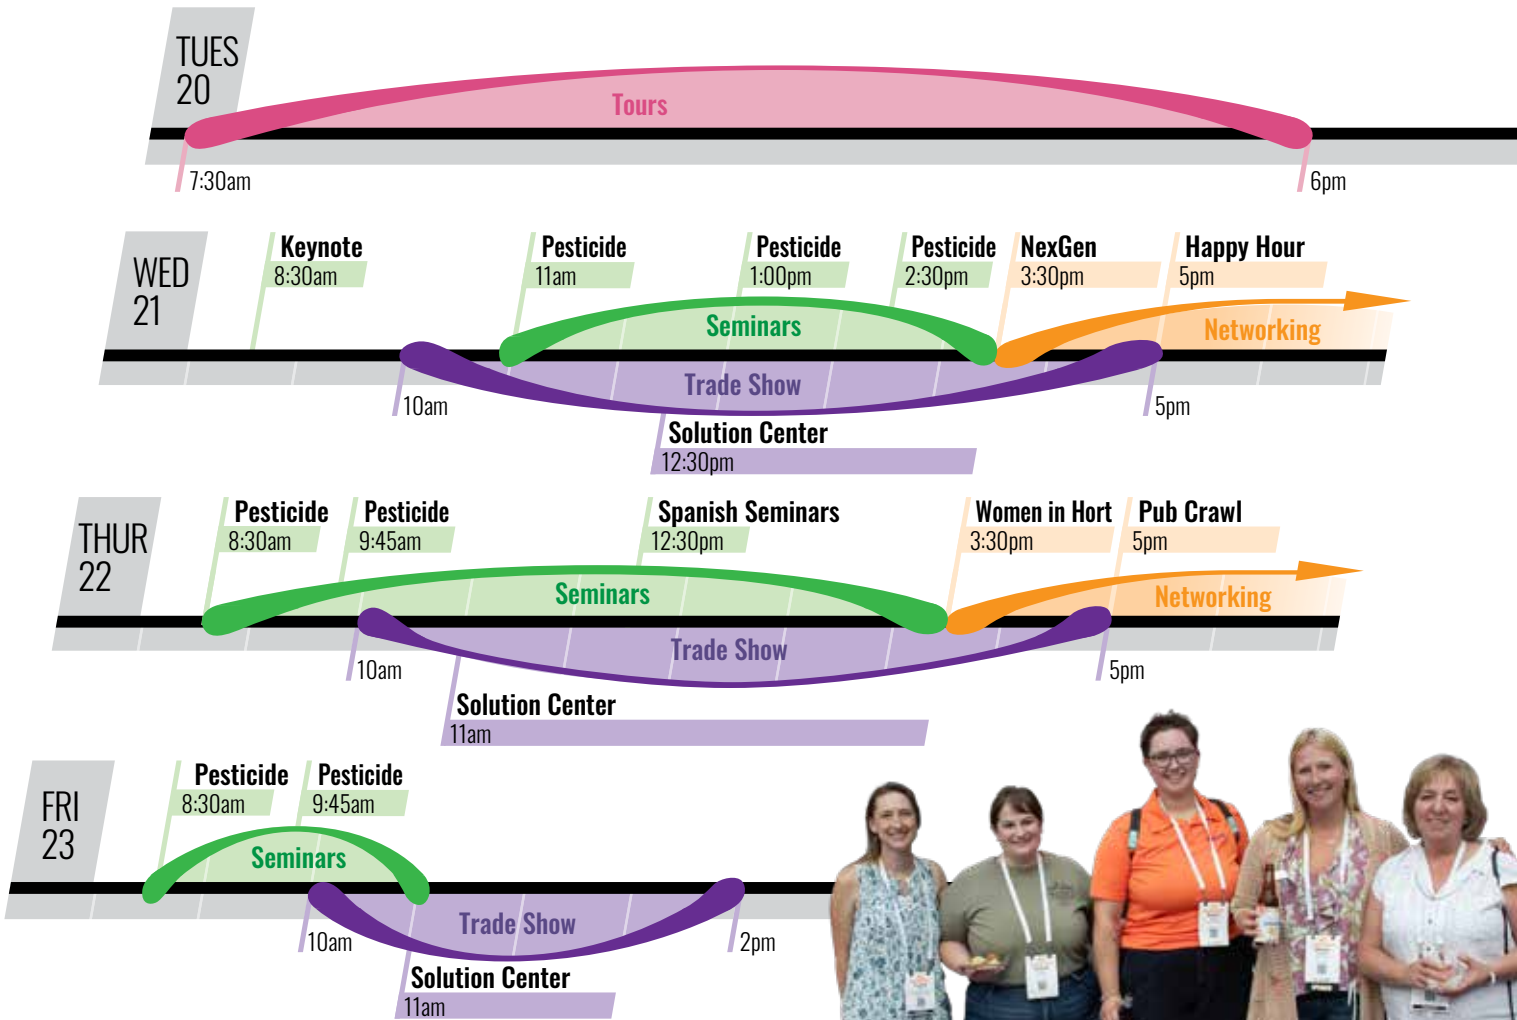 TUES
20
Tours
7:30am
6pm
WED
21
Keynote
8:30am
Pesticide
11am
Pesticide
1:00pm
Pesticide
2:30pm
NexGen
3:30pm
Happy Hour
5pm
Seminars
Networking
Trade Show
10am
5pm
Solution Center
12:30pm
THUR
22
Pesticide
8:30am
Pesticide
9:45am
Spanish Seminars
12:30pm
Women in Hort
3:30pm
Pub Crawl
5pm
Seminars
Networking
Trade Show
10am
5pm
Solution Center
11am
FRI
23
Pesticide
8:30am
Pesticide
9:45am
Seminars
Trade Show
10am
2pm
Solution Center
11am